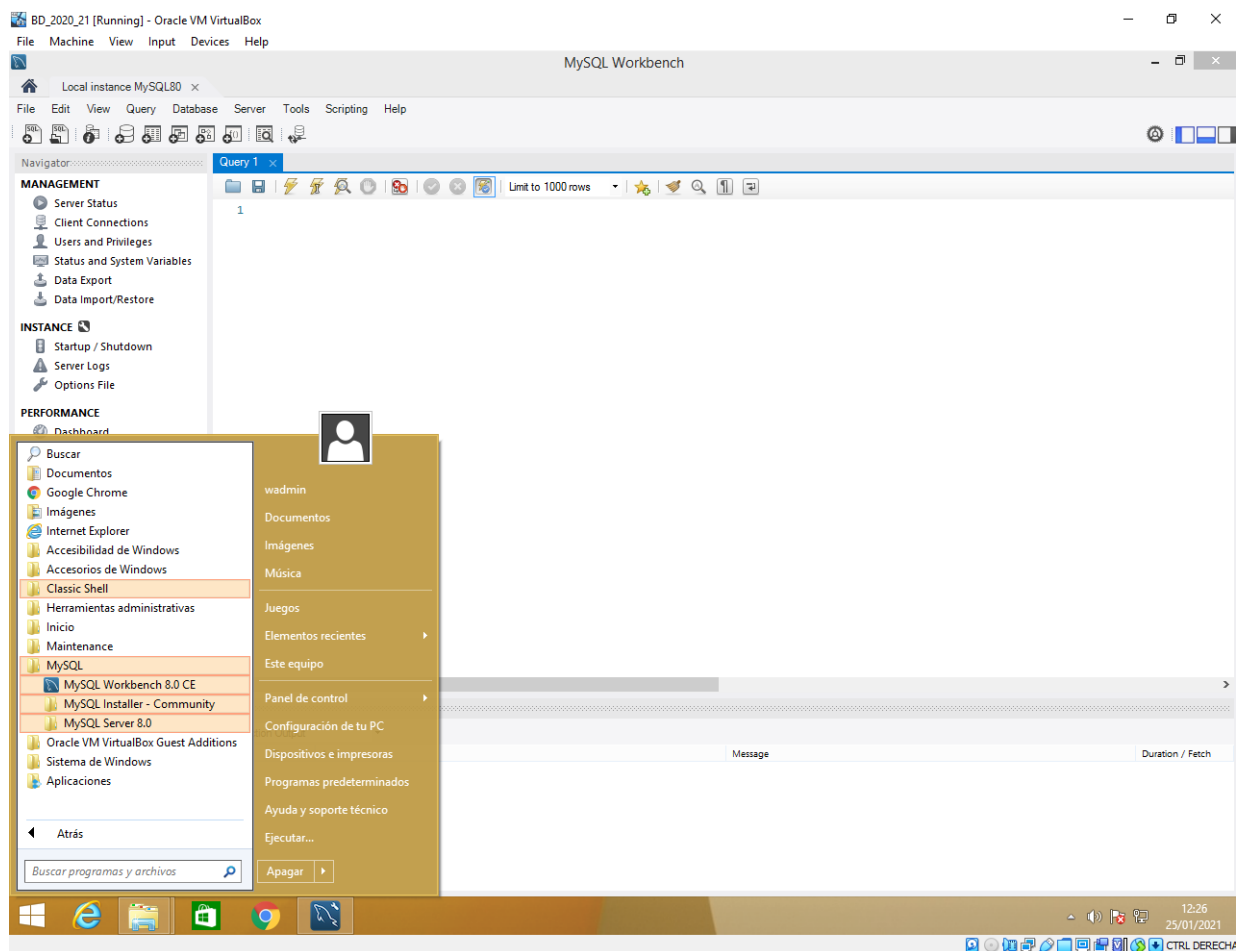 BD_2020_21 [Running] - Oracle VM VirtualBox
File Machine View Input Devices Help
MySQL Workbench
Local instance MySQL80
File Edit View Query Database Server Tools Scripting Help
Navigator
Query 1
MANAGEMENT
Limit to 1000 rows
Server Status
1
Client Connections
Users and Privileges
Status and System Variables
Data Export
Data Import/Restore
INSTANCE
Startup / Shutdown
Server Logs
Options File
PERFORMANCE
Dashboard
Buscar
Documentos
Google Chrome
Imágenes
Internet Explorer
Accesibilidad de Windows
Accesorios de Windows
Classic Shell
Herramientas administrativas
Inicio
Maintenance
MySQL
MySQL Workbench 8.0 CE
MySQL Installer - Community
MySQL Server 8.0
Oracle VM VirtualBox Guest Additions
Sistema de Windows
Aplicaciones
Atrás
Buscar programas y archivos
wadmin
Documentos
Imágenes
Música
Juegos
Elementos recientes
Este equipo
Panel de control
Configuración de tu PC
Dispositivos e impresoras
Programas predeterminados
Ayuda y soporte técnico
Ejecutar...
Apagar
Message
Duration / Fetch
12:26
25/01/2021
CTRL DERECHA